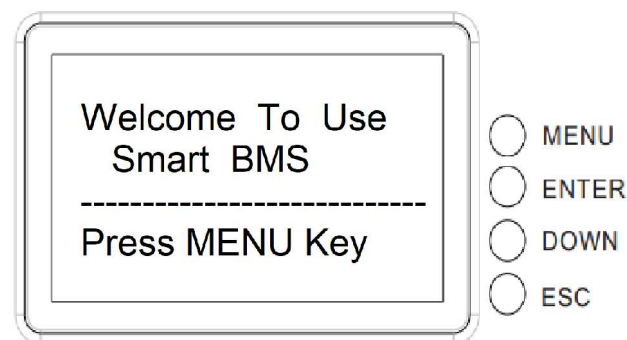 Welcome To Use
Smart BMS
---------------------------
Press MENU Key
MENU
ENTER
DOWN
ESC